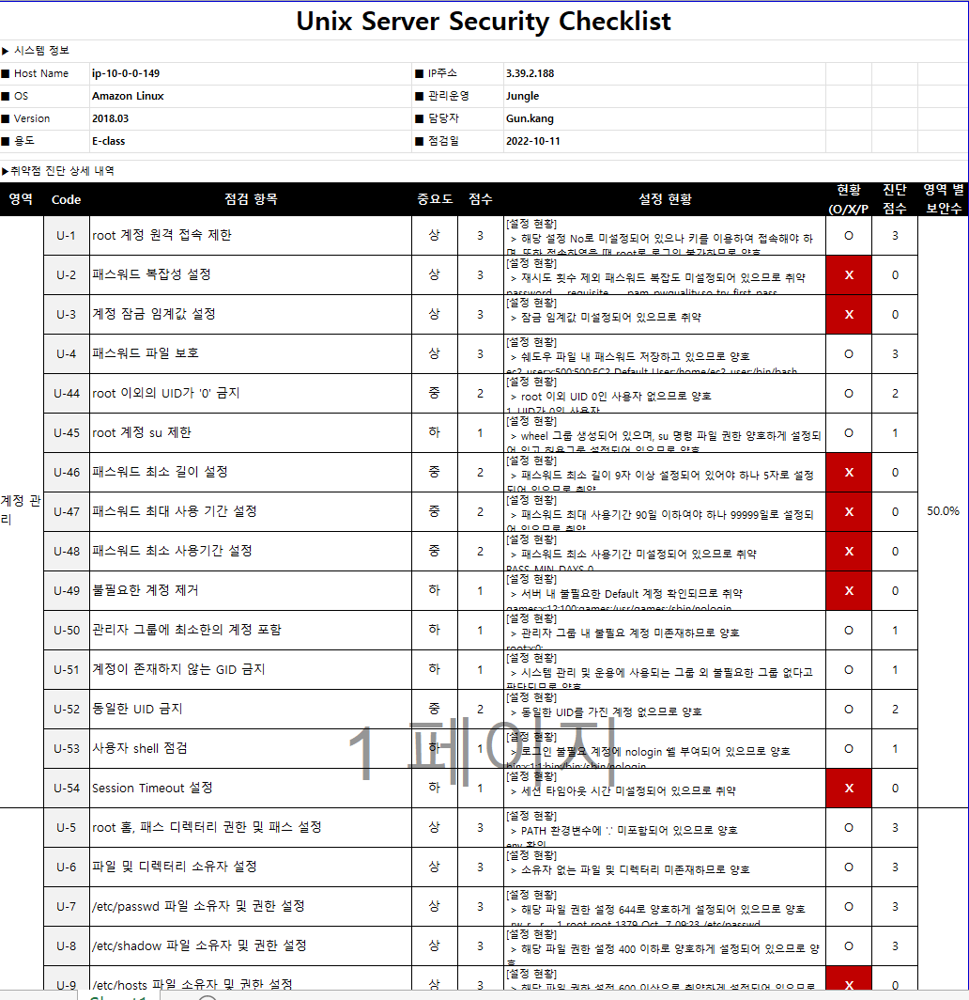 Unix Server Security Checklist
▶ 시스템 정보
■ Host Name ip-10-0-0-149 ■ IP주소 3.39.2.188
■ OS Amazon Linux ■ 관리운영 Jungle
■ Version 2018.03 ■ 담당자 Gun.kang
■ 용도 E-class ■ 점검일 2022-10-11
▶취약점 진단 상세 내역
영역 Code 점검 항목 중요도 점수 설정 현황 현황 (O/X/P 진단 점수 영역 별 보안수
계정 관리
50.0%
U-1 root 계정 원격 접속 제한 상 3 [설정 현황] O 3
> 해당 설정 No로 미설정되어 있으나 키를 이용하여 접속해야 하
며, 또한 접속하였을 때 root로 로그인 불가하므로 양호
U-2 패스워드 복잡성 설정 상 3 [설정 현황] X 0
> 재시도 횟수 제외 패스워드 복잡도 미설정되어 있으므로 취약
password requisite pam_pwquality.so try_first_pass
U-3 계정 잠금 임계값 설정 상 3 [설정 현황] X 0
> 잠금 임계값 미설정되어 있으므로 취약
U-4 패스워드 파일 보호 상 3 [설정 현황] O 3
> 쉐도우 파일 내 패스워드 저장하고 있으므로 양호
ec2-user:x:500:500:EC2 Default User:/home/ec2-user:/bin/bash
U-44 root 이외의 UID가 '0' 금지 중 2 [설정 현황] O 2
> root 이외 UID 0인 사용자 없으므로 양호
1. UID가 0인 사용자
U-45 root 계정 su 제한 하 1 [설정 현황] O 1
> wheel 그룹 생성되어 있으며, su 명령 파일 권한 양호하게 설정되
어 있고 허용그룹 설정되어 있으므로 양호
U-46 패스워드 최소 길이 설정 중 2 [설정 현황] X 0
> 패스워드 최소 길이 9자 이상 설정되어 있어야 하나 5자로 설정
되어 있으므로 취약
U-47 패스워드 최대 사용 기간 설정 중 2 [설정 현황] X 0
> 패스워드 최대 사용기간 90일 이하여야 하나 99999일로 설정되
어 있으므로 취약
U-48 패스워드 최소 사용기간 설정 중 2 [설정 현황] X 0
> 패스워드 최소 사용기간 미설정되어 있으므로 취약
PASS_MIN_DAYS 0
U-49 불필요한 계정 제거 하 1 [설정 현황] X 0
> 서버 내 불필요한 Default 계정 확인되므로 취약
games:x:12:100:games:/usr/games:/sbin/nologin
U-50 관리자 그룹에 최소한의 계정 포함 하 1 [설정 현황] O 1
> 관리자 그룹 내 불필요 계정 미존재하므로 양호
root:x:0:
U-51 계정이 존재하지 않는 GID 금지 하 1 [설정 현황] O 1
> 시스템 관리 및 운용에 사용되는 그룹 외 불필요한 그룹 없다고
판단되므로 양호
U-52 동일한 UID 금지 중 2 [설정 현황] O 2
> 동일한 UID를 가진 계정 없으므로 양호
1 페이지
U-53 사용자 shell 점검 하 1 [설정 현황] O 1
> 로그인 불필요 계정에 nologin 쉘 부여되어 있으므로 양호
bin:x:1:1:bin:/bin:/sbin/nologin
U-54 Session Timeout 설정 하 1 [설정 현황] X 0
> 세션 타임아웃 시간 미설정되어 있으므로 취약
U-5 root 홈, 패스 디렉터리 권한 및 패스 설정 상 3 [설정 현황] O 3
> PATH 환경변수에 '.' 미포함되어 있으므로 양호
env 확인
U-6 파일 및 디렉터리 소유자 설정 상 3 [설정 현황] O 3
> 소유자 없는 파일 및 디렉터리 미존재하므로 양호
U-7 /etc/passwd 파일 소유자 및 권한 설정 상 3 [설정 현황] O 3
> 해당 파일 권한 설정 644로 양호하게 설정되어 있으므로 양호
-rw-r--r-- 1 root root 1379 Oct 7 09:23 /etc/passwd
U-8 /etc/shadow 파일 소유자 및 권한 설정 상 3 [설정 현황] O 3
> 해당 파일 권한 설정 400 이하로 양호하게 설정되어 있으므로 양
호
U-9 /etc/hosts 파일 소유자 및 권한 설정 상 3 [설정 현황] X 0
> 해당 파일 권한 설정 600 이상으로 취약하게 설정되어 있으므로